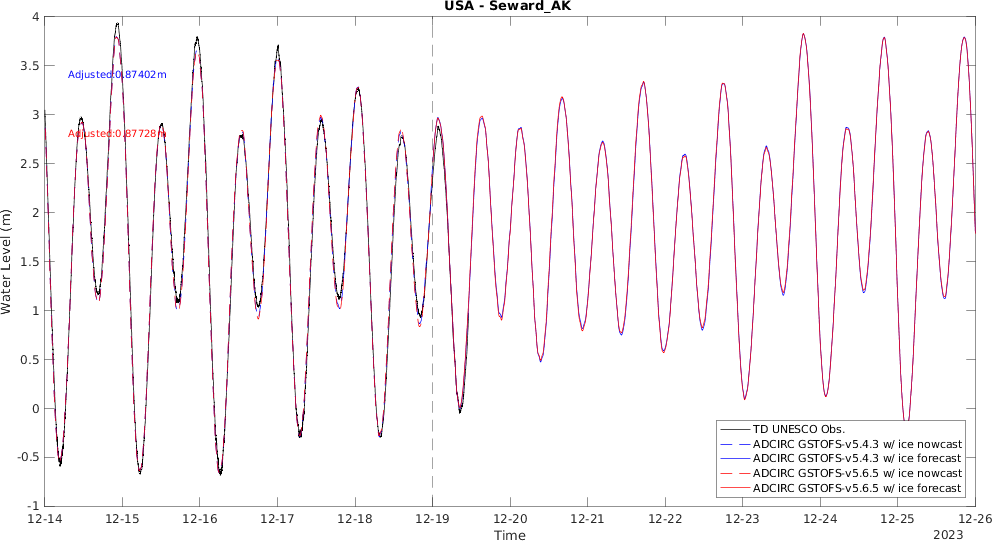 USA - Seward_AK
4
3.5
3
2.5
2
1.5
1
0.5
0
-0.5
-1
Water Level (m)
Adjusted:0.87402m
Adjusted:0.87728m
TD UNESCO Obs.
ADCIRC GSTOFS-v5.4.3 w/ ice nowcast
ADCIRC GSTOFS-v5.4.3 w/ ice forecast
ADCIRC GSTOFS-v5.6.5 w/ ice nowcast
ADCIRC GSTOFS-v5.6.5 w/ ice forecast
12-14 12-15 12-16 12-17 12-18 12-19 12-20 12-21 12-22 12-23 12-24 12-25 12-26
Time
2023